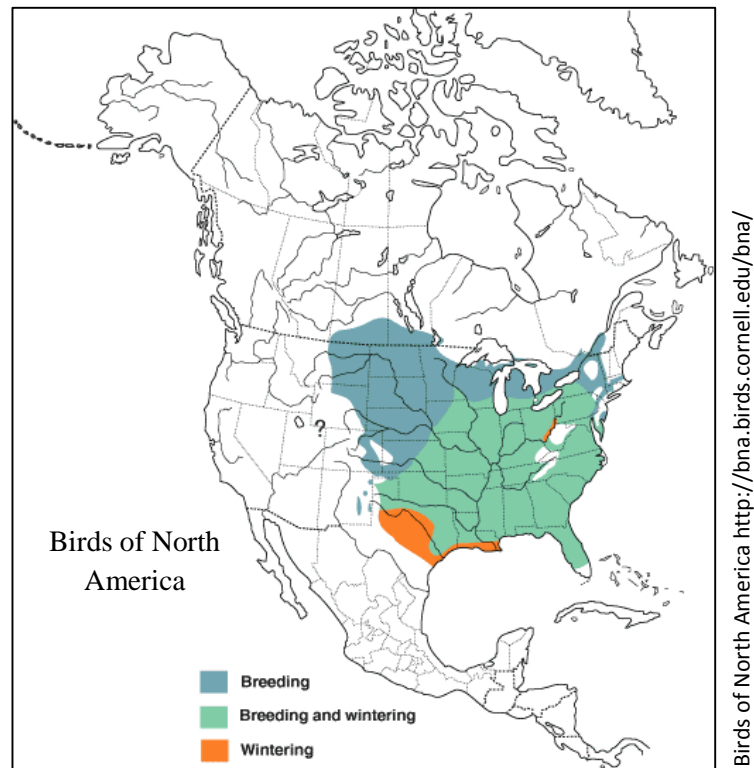 ?
Birds of North
America
Breeding
Breeding and wintering
Wintering
Birds of North America http://bna.birds.cornell.edu/bna/